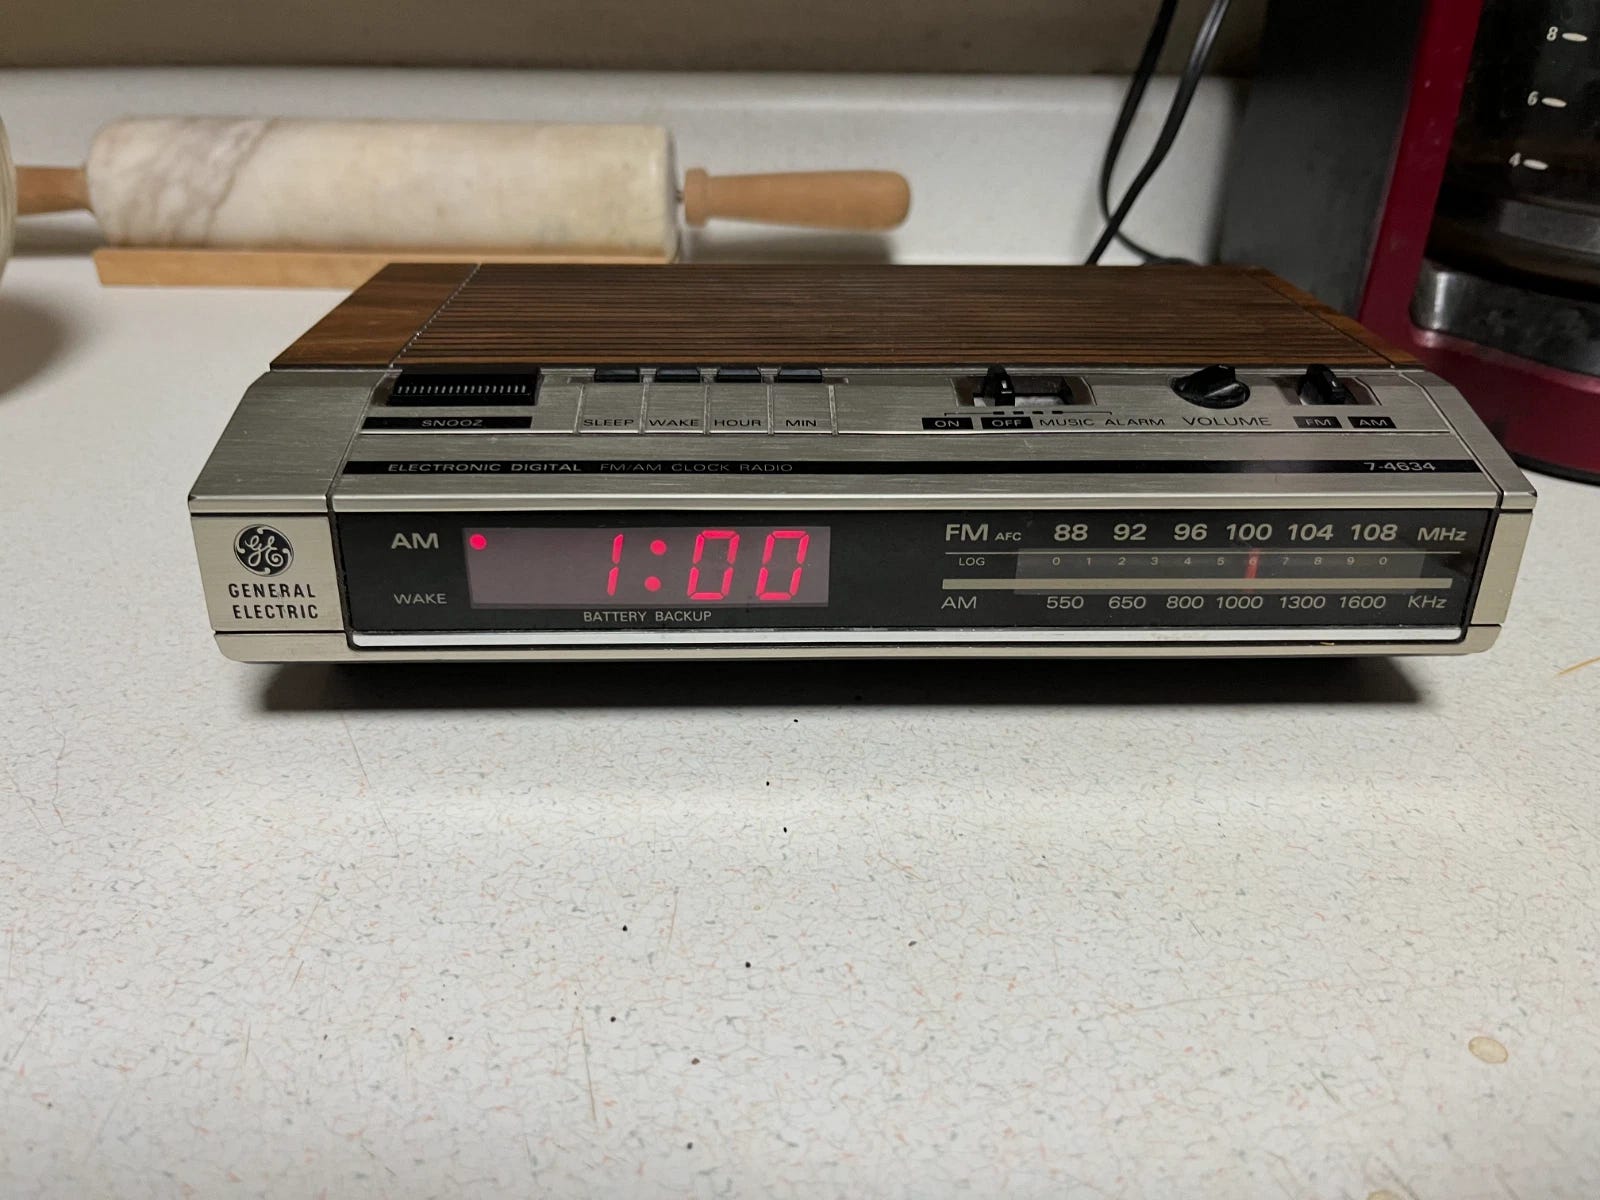 8
6
4
SNOOZ
SLEEP WAKE HOUR MIN
ON OFF MUSIC ALARM VOLUME FM AM
ELECTRONIC DIGITAL FM/AM CLOCK RADIO 7-4634
GE
GENERAL
ELECTRIC
AM 1:00
WAKE
BATTERY BACKUP
FM AFC 88 92 96 100 104 108 MHz
LOG 0 1 2 3 4 5 6 7 8 9 0
AM 550 650 800 1000 1300 1600 KHz